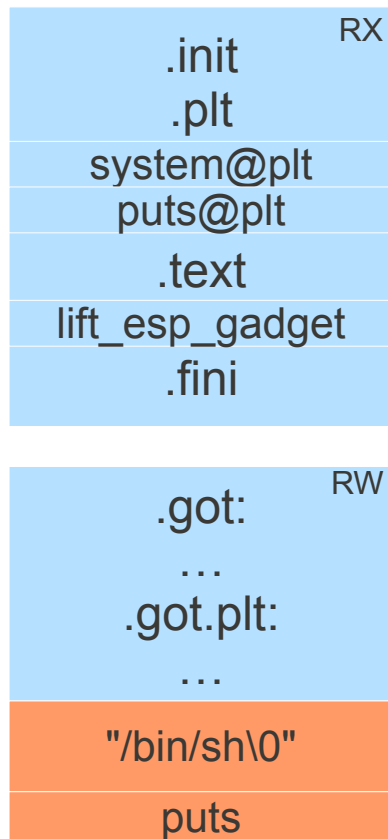 RX
.init
.plt
system@plt
puts@plt
.text
lift_esp_gadget
.fini
RW
.got:
…
.got.plt:
…
"/bin/sh\0"
puts